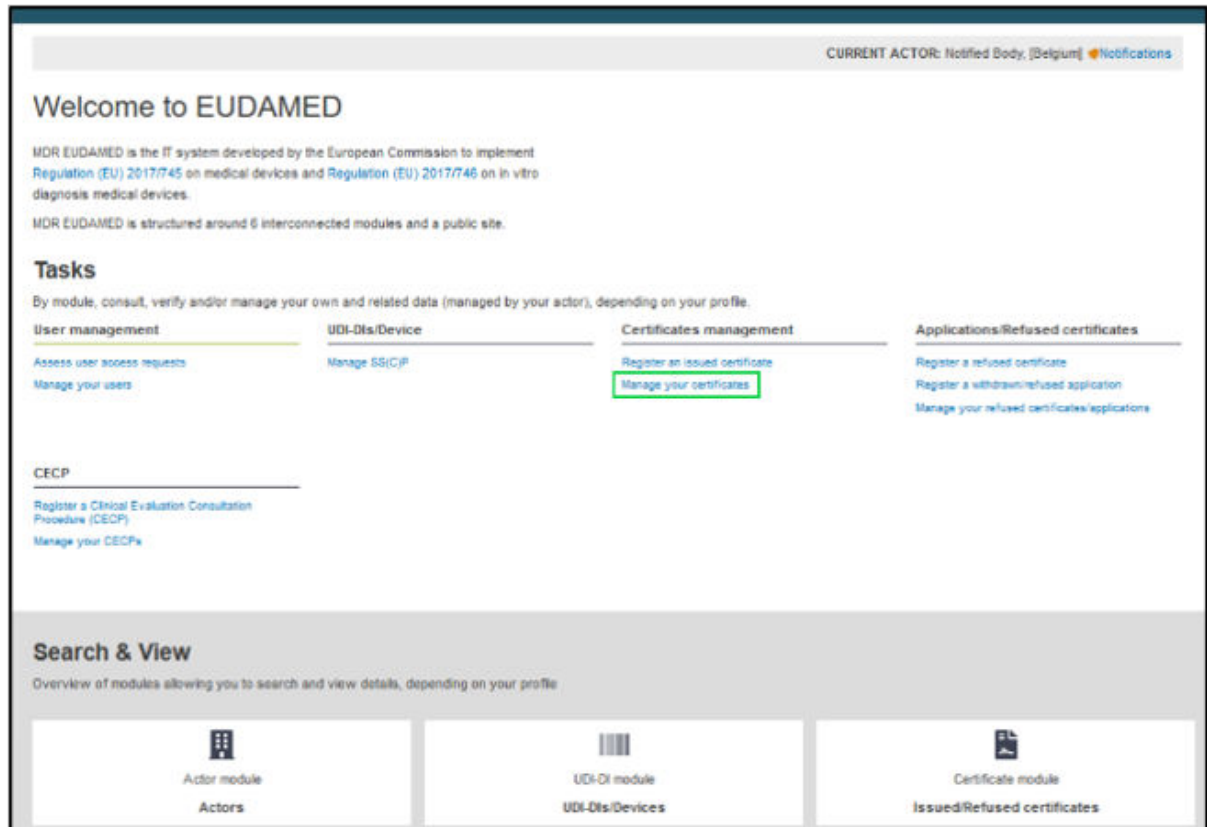 CURRENT ACTOR: Notified Body, [Belgium] Notifications
Welcome to EUDAMED
MDR EUDAMED is the IT system developed by the European Commission to implement
Regulation (EU) 2017/745 on medical devices and Regulation (EU) 2017/746 on in vitro
diagnosis medical devices.
MDR EUDAMED is structured around 6 interconnected modules and a public site.
Tasks
By module, consult, verify and/or manage your own and related data (managed by your actor), depending on your profile.
User management
Assess user access requests
Manage your users
UDI-DIs/Device
Manage SS(C)P
Certificates management
Register an issued certificate
Manage your certificates
Applications/Refused certificates
Register a refused certificate
Register a withdrawn/refused application
Manage your refused certificates/applications
CECP
Register a Clinical Evaluation Consultation
Procedure (CECP)
Manage your CECPs
Search & View
Overview of modules allowing you to search and view details, depending on your profile
Actor module
Actors
UDI-DI module
UDI-DIs/Devices
Certificate module
Issued/Refused certificates